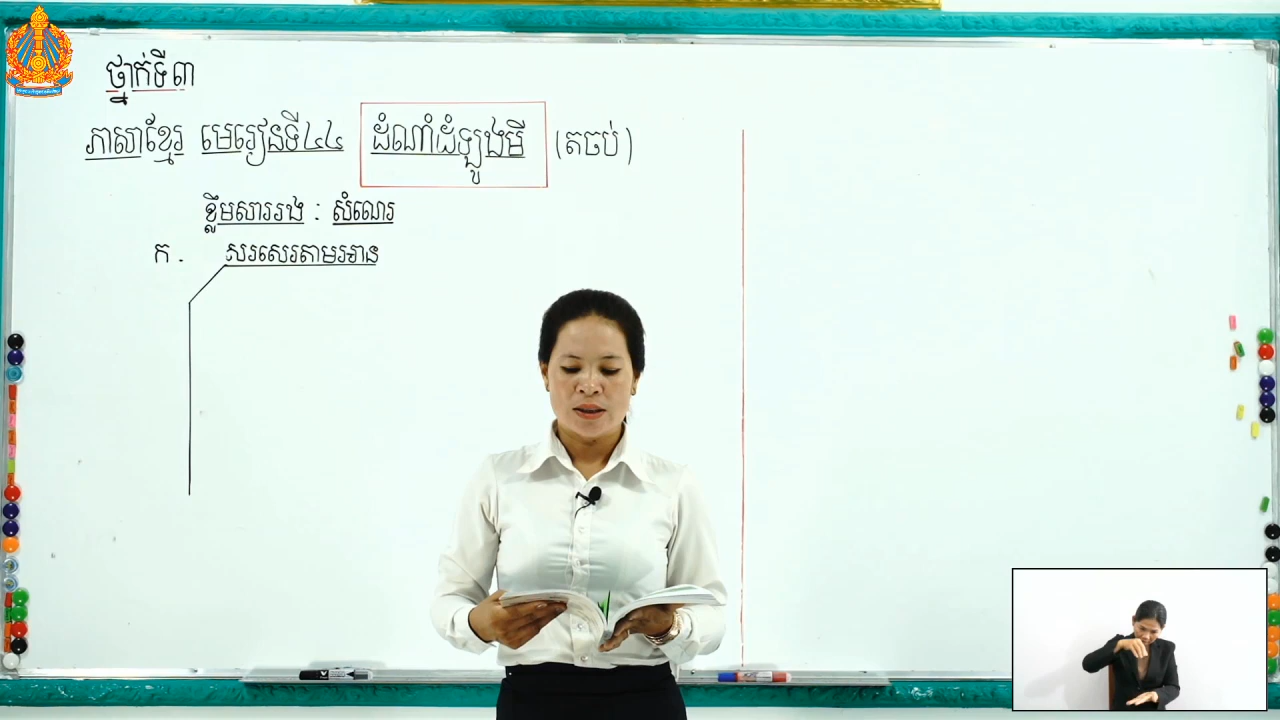 ថ្នាក់ទី៣
ភាសាខ្មែរ មេរៀនទី៤៤ ដំណាំដំឡូងមី (តចប់)
ខ្លឹមសាររង : សំណេរ
ក. សរសេរតាមអាន